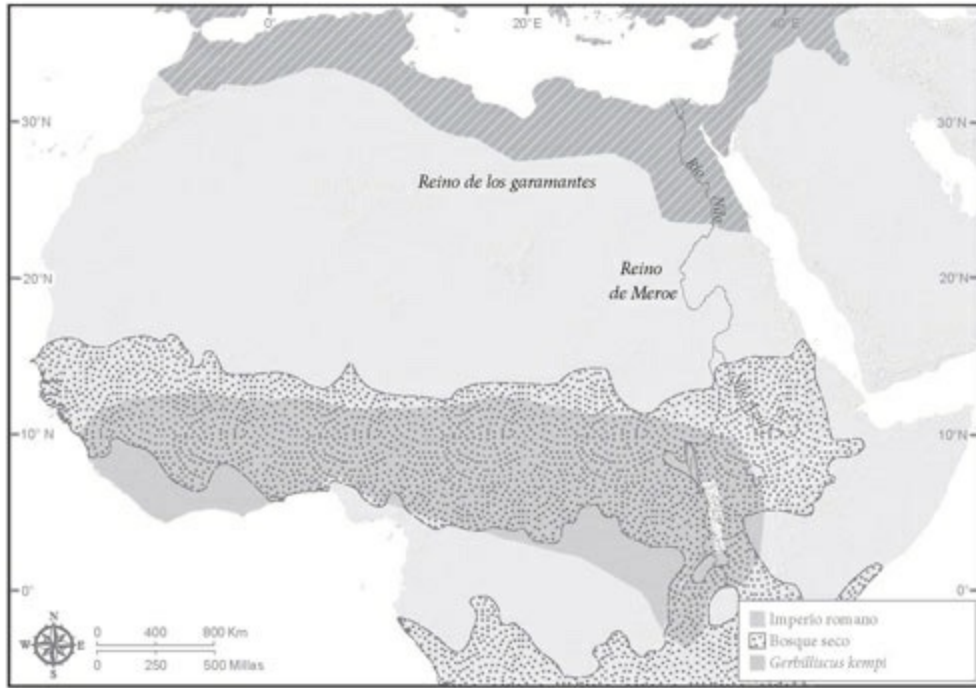 0°
20°E
40°E
30°N
30°N
Reino de los garamantes
Río Nilo
20°N
Reino
de Meroe
20°N
10°N
10°N
0°
0°
N
W
E
S
0 400 800 Km
0 250 500 Millas
Imperio romano
Bosque seco
Gerbilliscus kempi